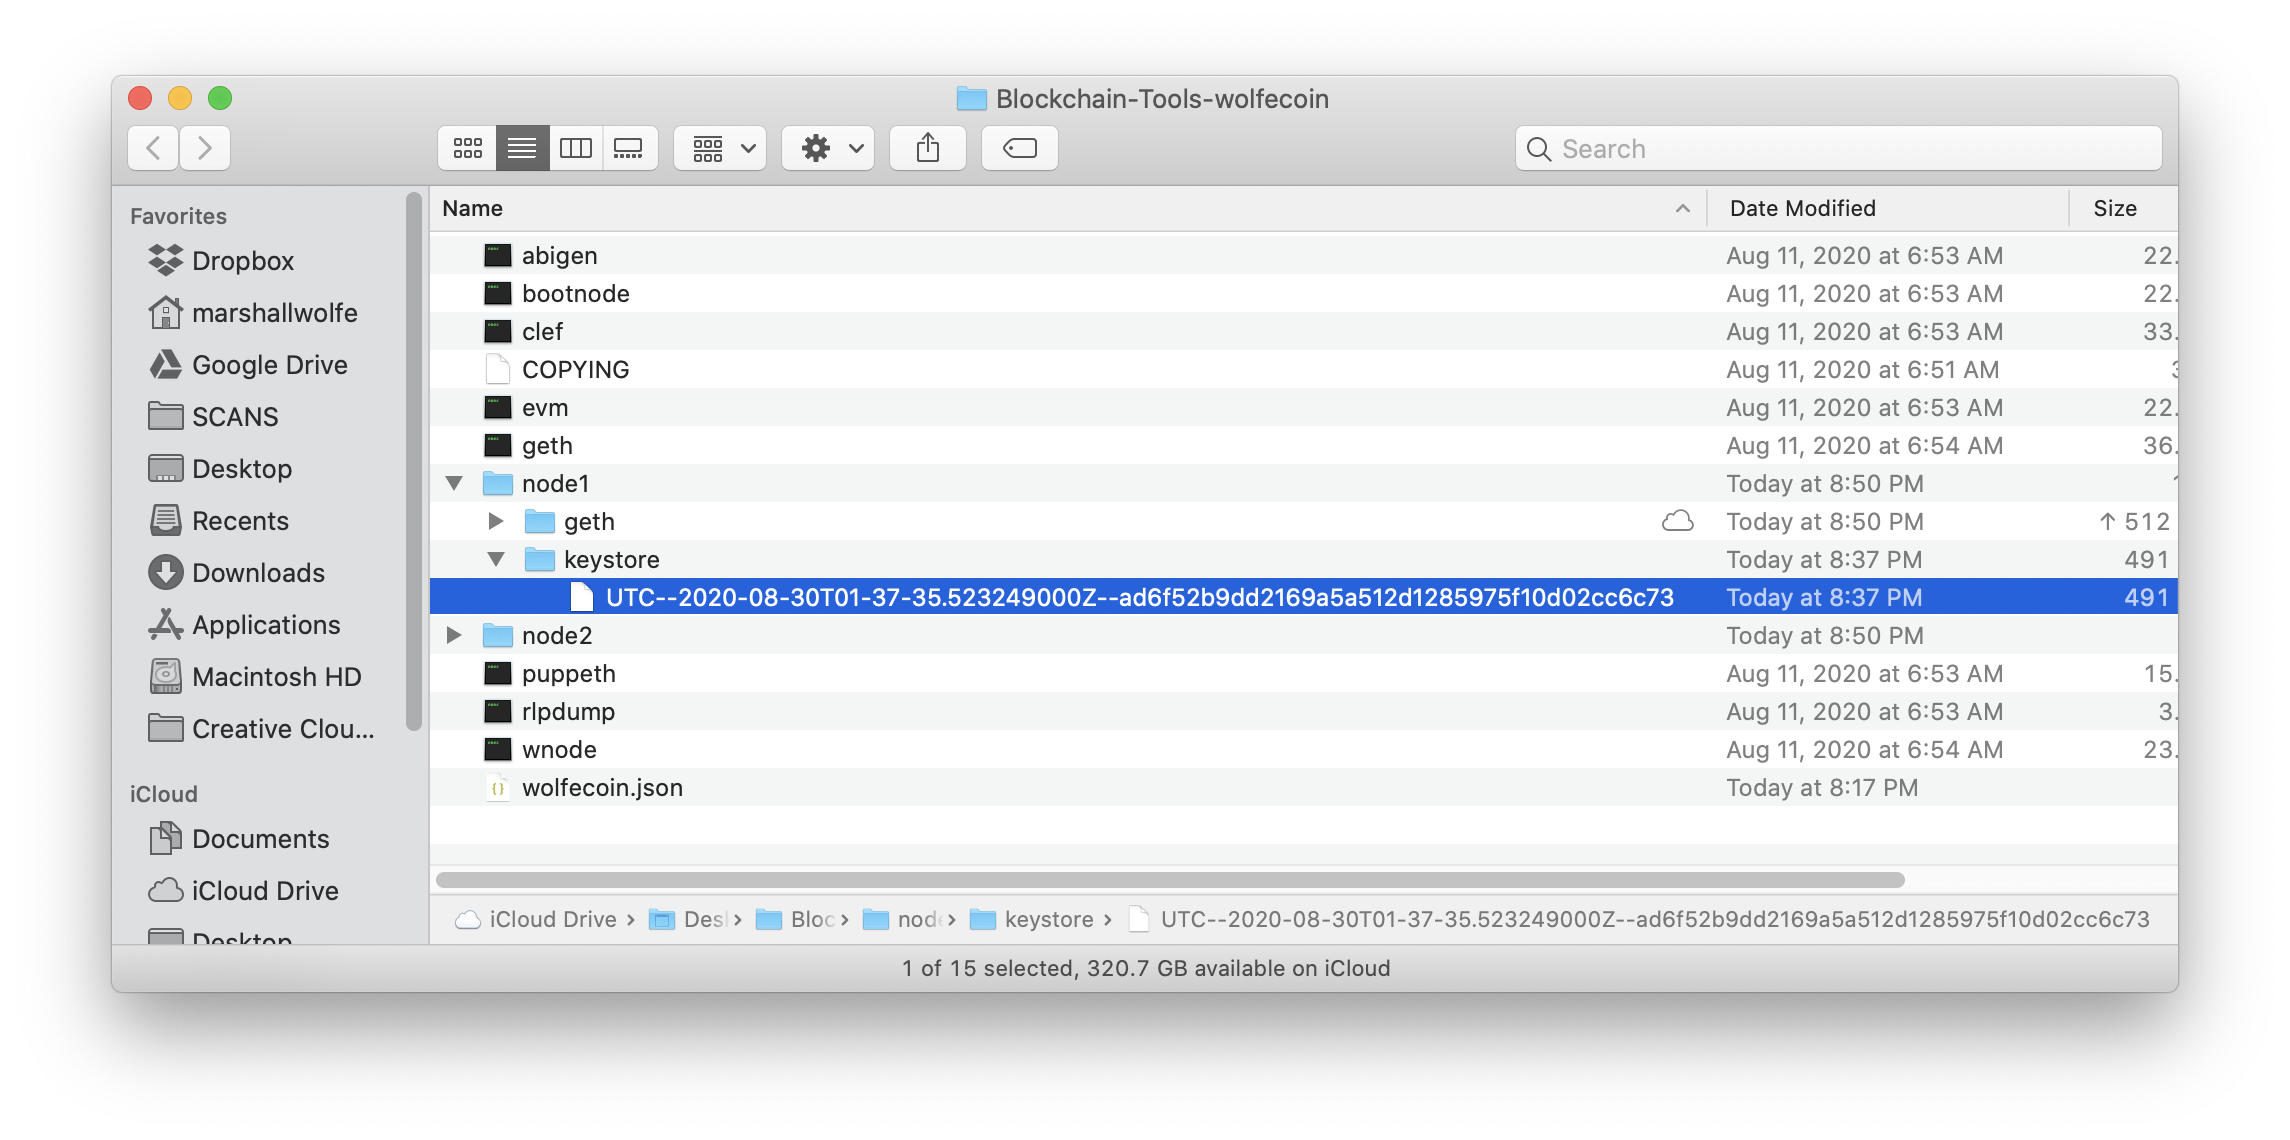 Blockchain-Tools-wolfecoin
Search
Favorites
Dropbox
marshallwolfe
Google Drive
SCANS
Desktop
Recents
Downloads
Applications
Macintosh HD
Creative Clou...
iCloud
Documents
iCloud Drive
Desktop
Name Date Modified Size
abigen Aug 11, 2020 at 6:53 AM 22.
bootnode Aug 11, 2020 at 6:53 AM 22.
clef Aug 11, 2020 at 6:53 AM 33.
COPYING Aug 11, 2020 at 6:51 AM
evm Aug 11, 2020 at 6:53 AM 22.
geth Aug 11, 2020 at 6:54 AM 36.
node1 Today at 8:50 PM
geth Today at 8:50 PM ↑ 512
keystore Today at 8:37 PM 491
UTC--2020-08-30T01-37-35.523249000Z--ad6f52b9dd2169a5a512d1285975f10d02cc6c73 Today at 8:37 PM 491
node2 Today at 8:50 PM
puppeth Aug 11, 2020 at 6:53 AM 15.
rlpdump Aug 11, 2020 at 6:53 AM 3.
wnode Aug 11, 2020 at 6:54 AM 23.
wolfecoin.json Today at 8:17 PM
iCloud Drive › Des › Bloc › nod › keystore › UTC--2020-08-30T01-37-35.523249000Z--ad6f52b9dd2169a5a512d1285975f10d02cc6c73
1 of 15 selected, 320.7 GB available on iCloud